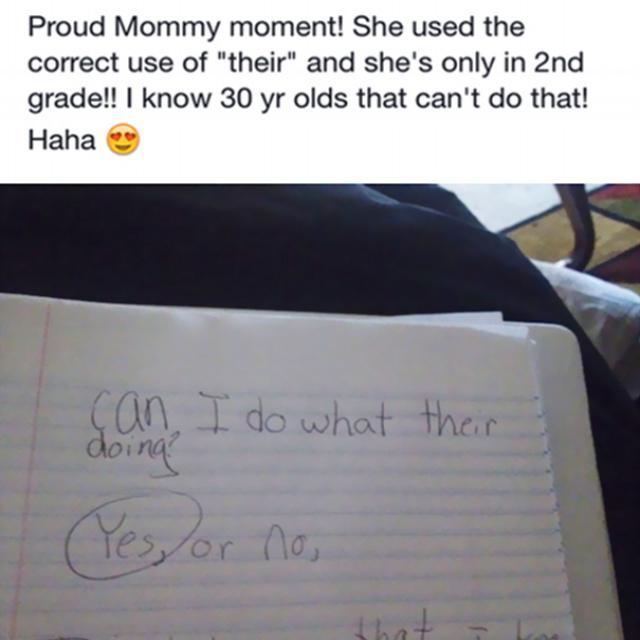 Proud Mommy moment! She used the
correct use of "their" and she's only in 2nd
grade!! I know 30 yr olds that can't do that!
Haha 😍
can I do what their
doing?
Yes, or no,
that I